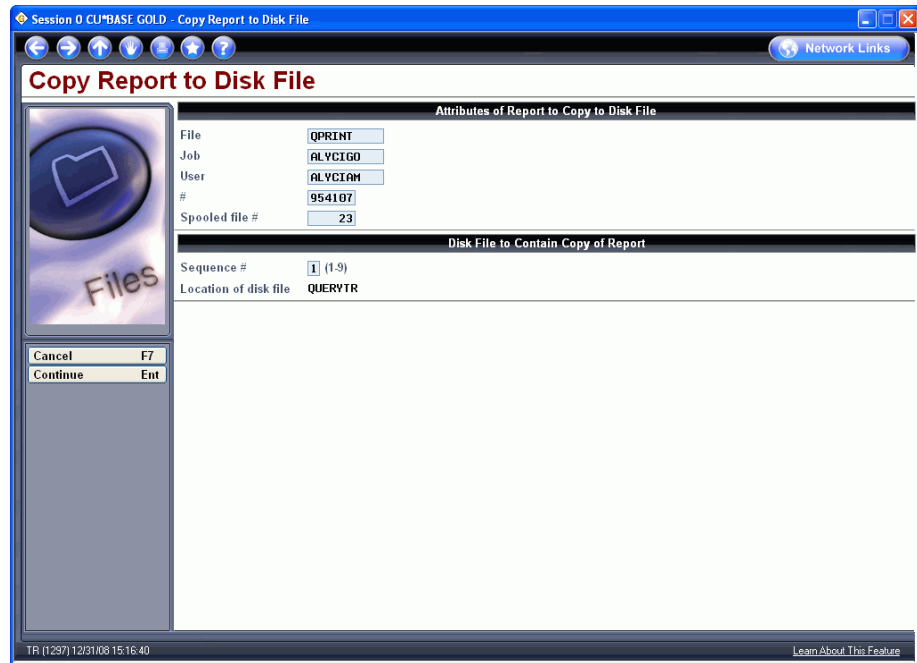 Session 0 CU*BASE GOLD - Copy Report to Disk File
Network Links
Copy Report to Disk File
Attributes of Report to Copy to Disk File
File QPRINT
Job ALYCIGO
User ALYCIAM
# 954107
Spooled file # 23
Disk File to Contain Copy of Report
Sequence # 1 (1-9)
Location of disk file QUERYTR
Files
Cancel F7
Continue Ent
TR (1297) 12/31/08 15:16:40
Learn About This Feature